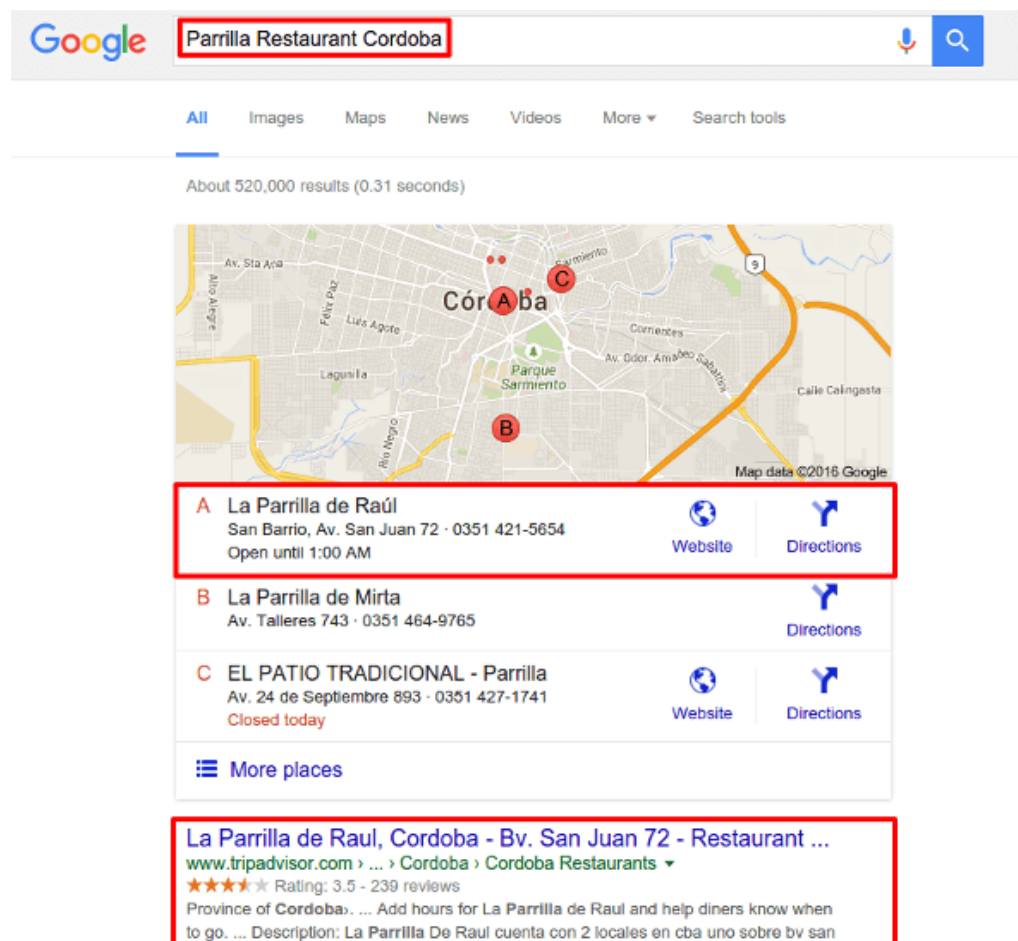 Google
Parrilla Restaurant Cordoba
All Images Maps News Videos More Search tools
About 520,000 results (0.31 seconds)
Av. Sta Ana
Sarmiento
9
Alto Alegre
Félix Paz
Luis Agote
Córdoba
A
C
Corrientes
Av. Gdor. Amadeo Sabattini
Parque
Sarmiento
Lagunilla
Calle Calingasta
Río Negro
B
Map data ©2016 Google
A La Parrilla de Raúl
San Barrio, Av. San Juan 72 · 0351 421-5654
Open until 1:00 AM
Website Directions
B La Parrilla de Mirta
Av. Talleres 743 · 0351 464-9765
Directions
C EL PATIO TRADICIONAL - Parrilla
Av. 24 de Septiembre 893 · 0351 427-1741
Closed today
Website Directions
More places
La Parrilla de Raul, Cordoba - Bv. San Juan 72 - Restaurant ...
www.tripadvisor.com › ... › Cordoba › Cordoba Restaurants
Rating: 3.5 - 239 reviews
Province of Cordoba›. ... Add hours for La Parrilla de Raul and help diners know when
to go. ... Description: La Parrilla De Raul cuenta con 2 locales en cba uno sobre bv san